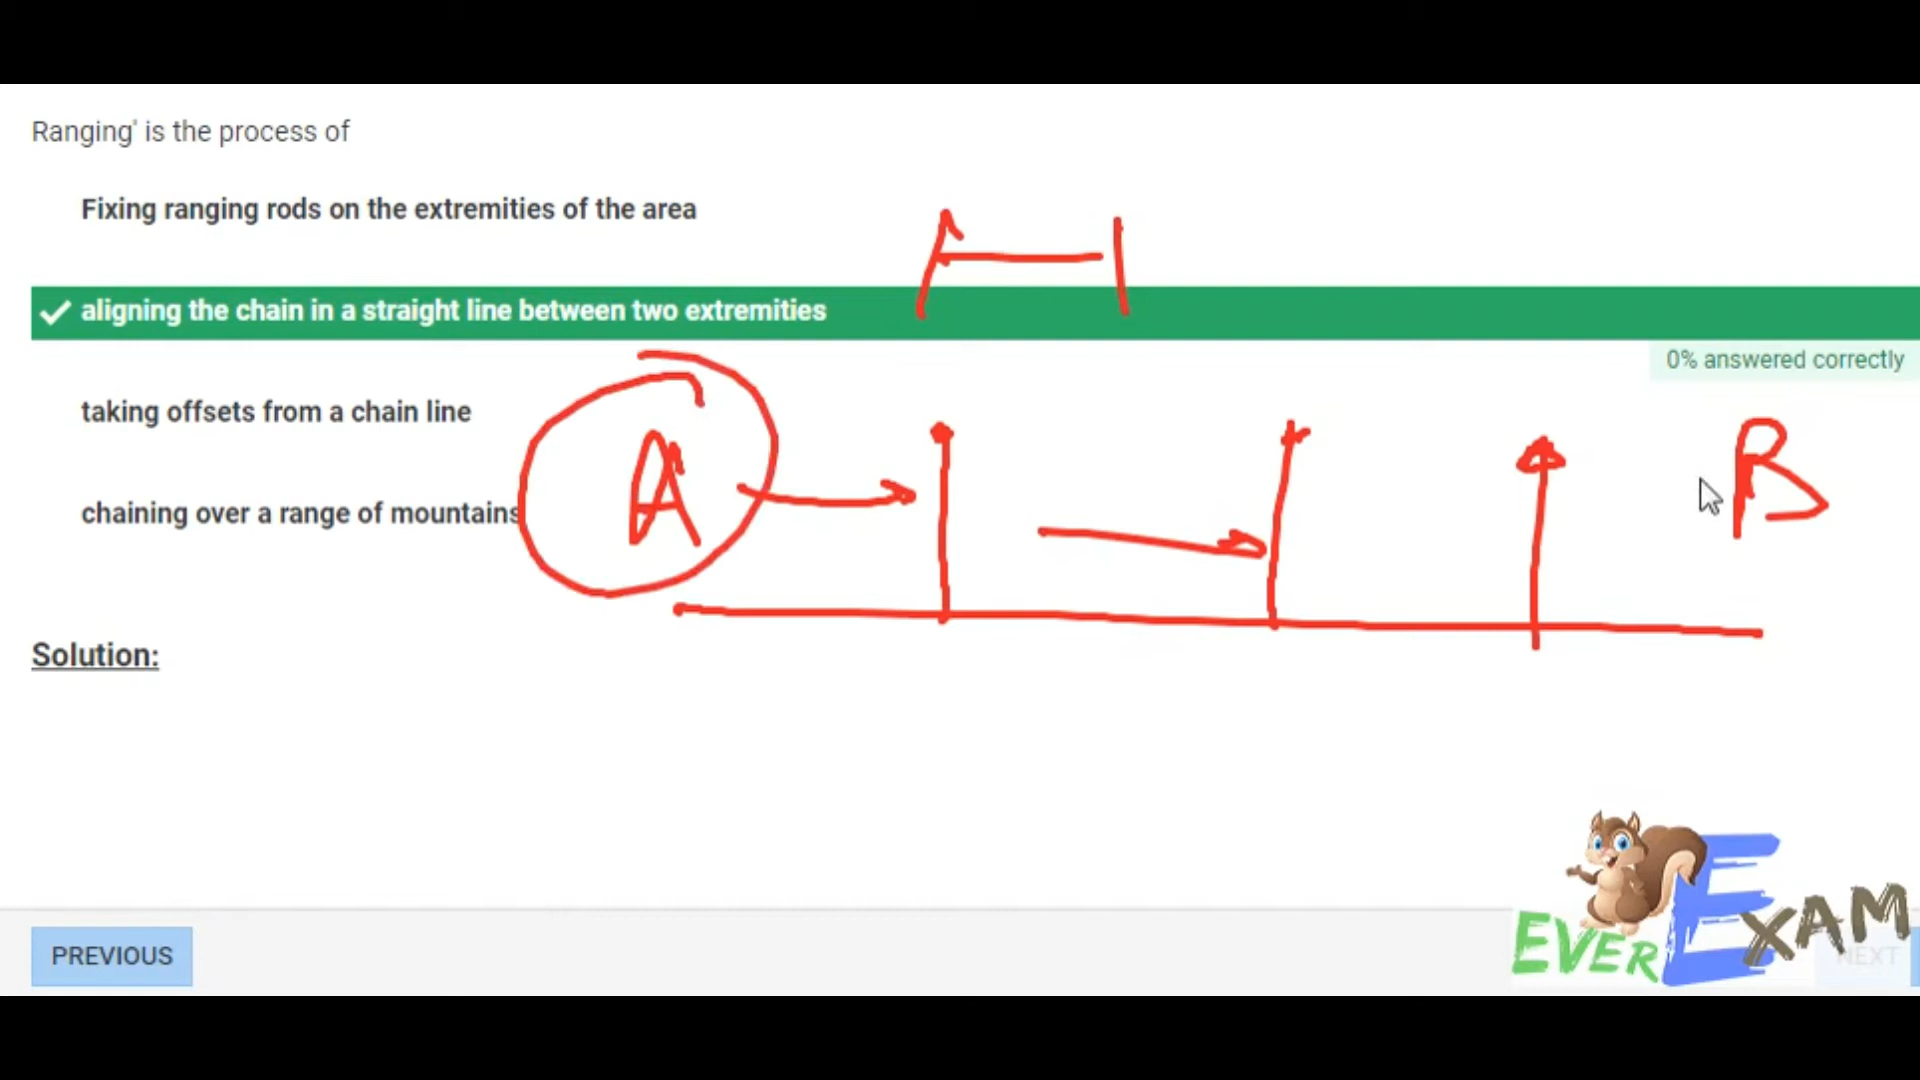 Ranging' is the process of
Fixing ranging rods on the extremities of the area
aligning the chain in a straight line between two extremities
0% answered correctly
taking offsets from a chain line
A
B
chaining over a range of mountains
Solution:
PREVIOUS
EVER EXAM
NEXT